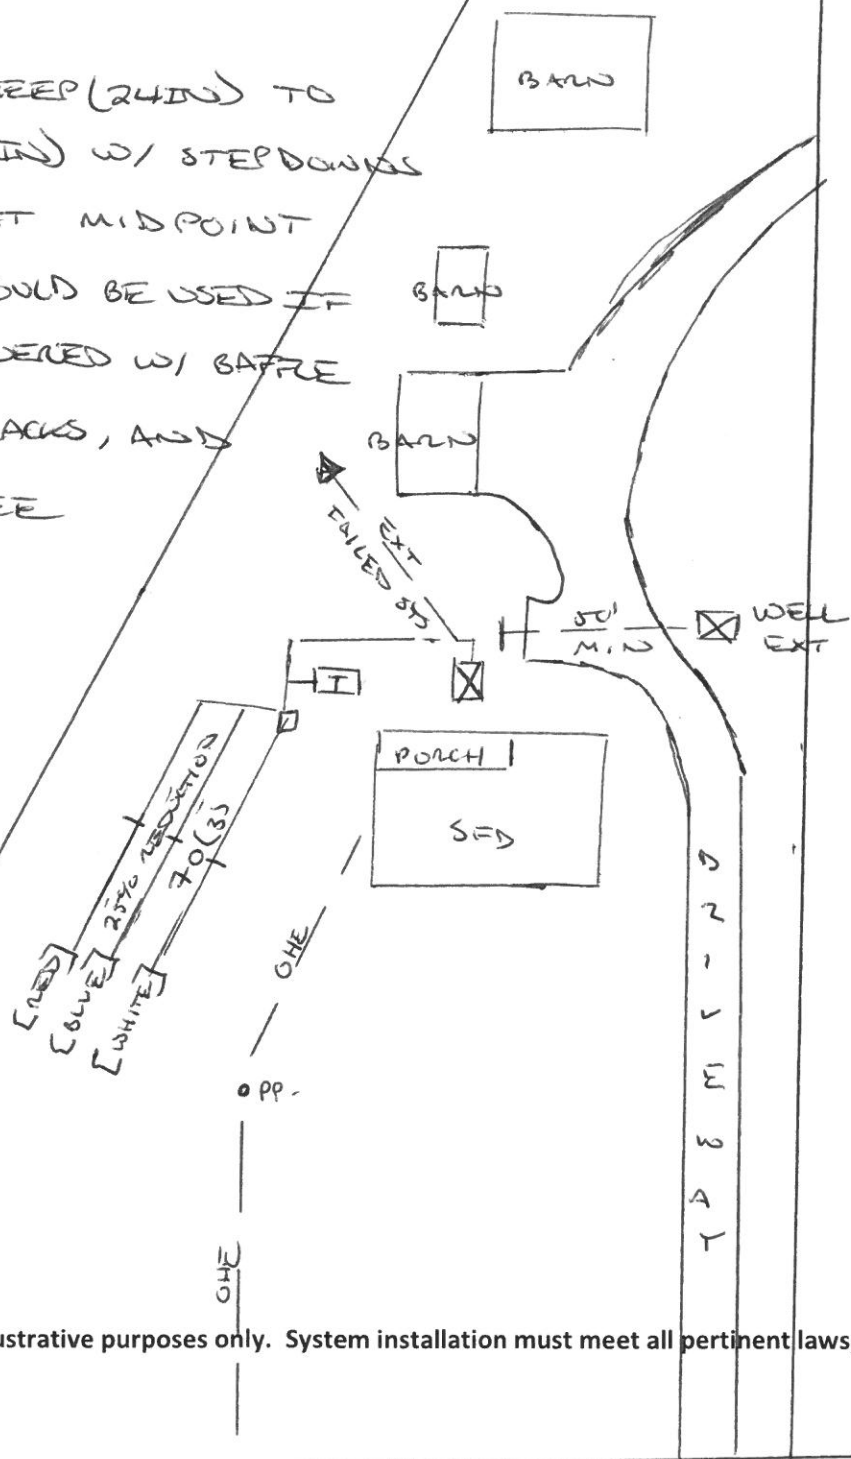 EEP (24IN) TO
IN) W/ STEPDOWNS
ET MIDPOINT
OULD BE USED IF
DERED W/ BAFFLE
ACKS, AND
EE
BARN
BARN
BARN
EXT
FAILED SYS
50'
MIN
WELL
EXT
I
PORCH
SFD
25% REDUCTION
70(3)
[RED]
[BLUE]
[WHITE]
OHE
PP.
OHE
DRIVEWAY
ustrative purposes only. System installation must meet all pertinent laws